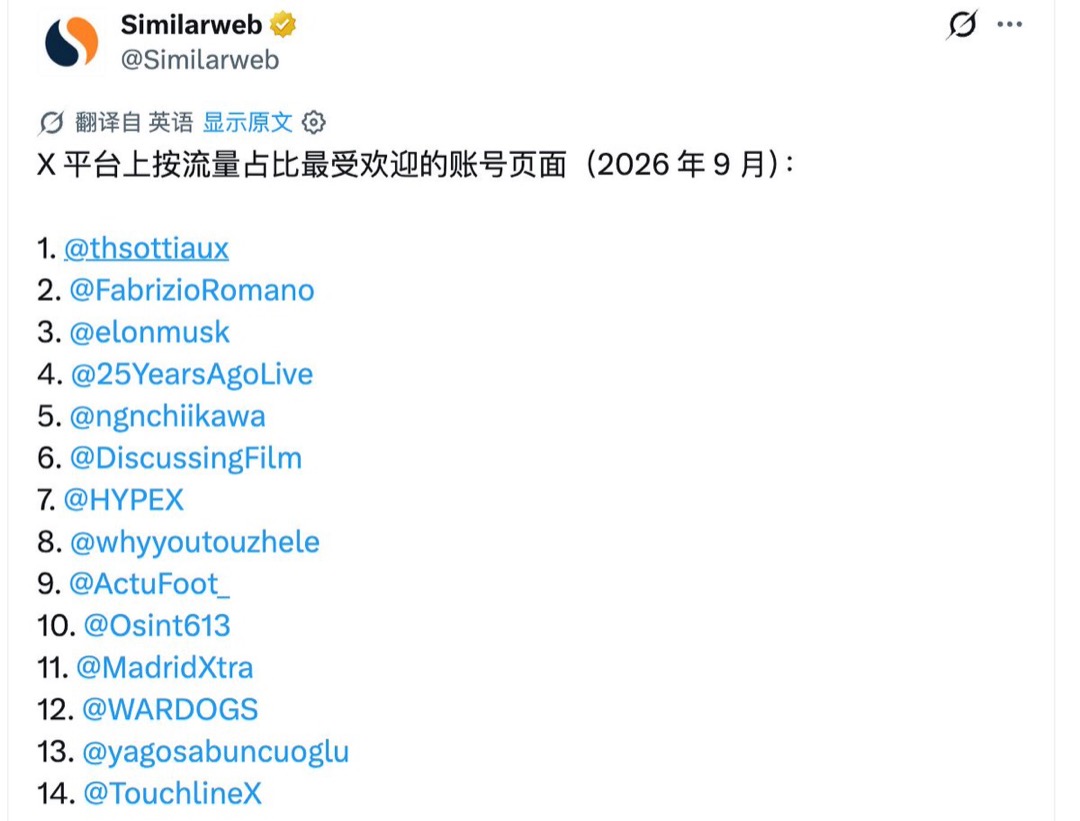 Similarweb
@Similarweb
翻译自 英语 显示原文
X 平台上按流量占比最受欢迎的账号页面（2026 年 9 月）：
1. @thsottiaux
2. @FabrizioRomano
3. @elonmusk
4. @25YearsAgoLive
5. @ngnchiikawa
6. @DiscussingFilm
7. @HYPEX
8. @whyyoutouzhele
9. @ActuFoot_
10. @Osint613
11. @MadridXtra
12. @WARDOGS
13. @yagosabuncuoglu
14. @TouchlineX